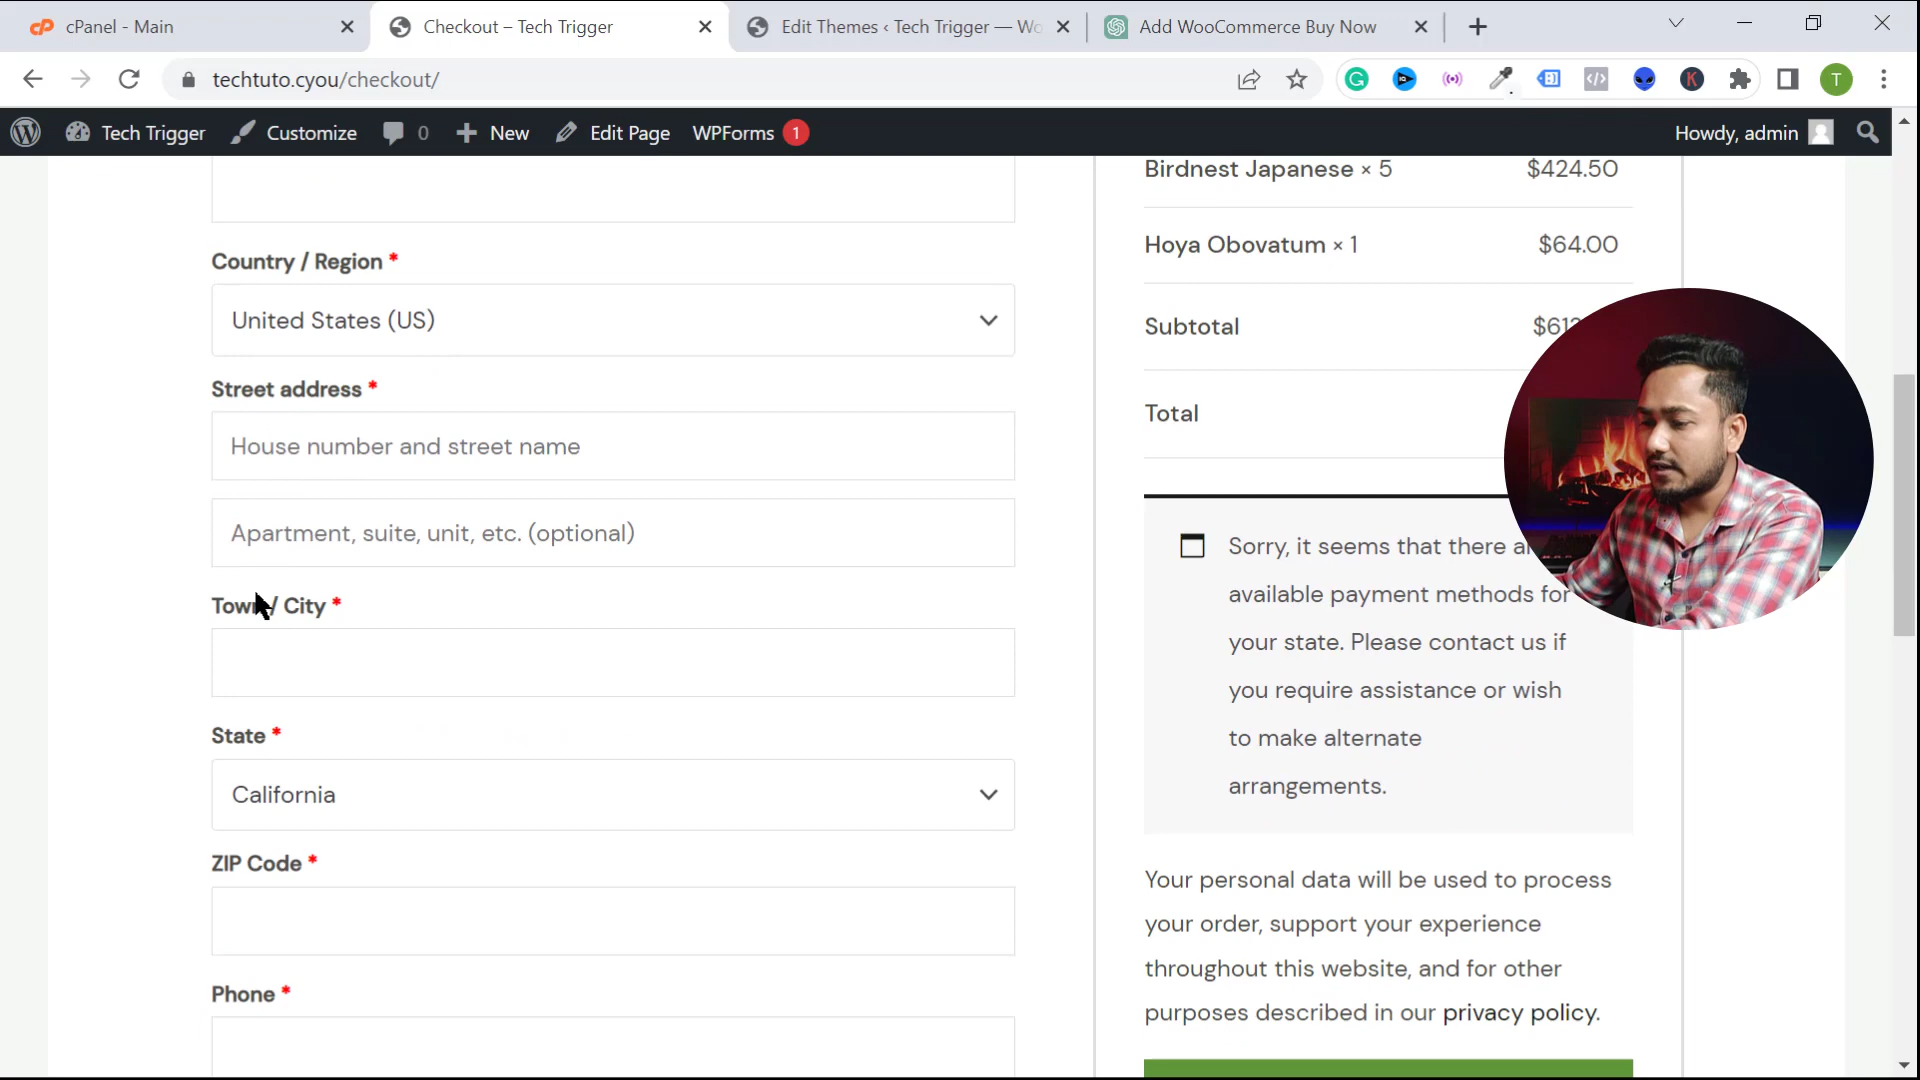 cPanel - Main
Checkout – Tech Trigger
Edit Themes ‹ Tech Trigger — Wo
Add WooCommerce Buy Now
techtuto.cyou/checkout/
T
Tech Trigger
Customize
0
New
Edit Page
WPForms 1
Howdy, admin
Birdnest Japanese × 5
$424.50
Hoya Obovatum × 1
$64.00
Subtotal
Total
Country / Region *
United States (US)
Street address *
House number and street name
Apartment, suite, unit, etc. (optional)
Town / City *
State *
California
ZIP Code *
Phone *
Sorry, it seems that there
available payment methods for
your state. Please contact us if
you require assistance or wish
to make alternate
arrangements.
Your personal data will be used to process
your order, support your experience
throughout this website, and for other
purposes described in our privacy policy.